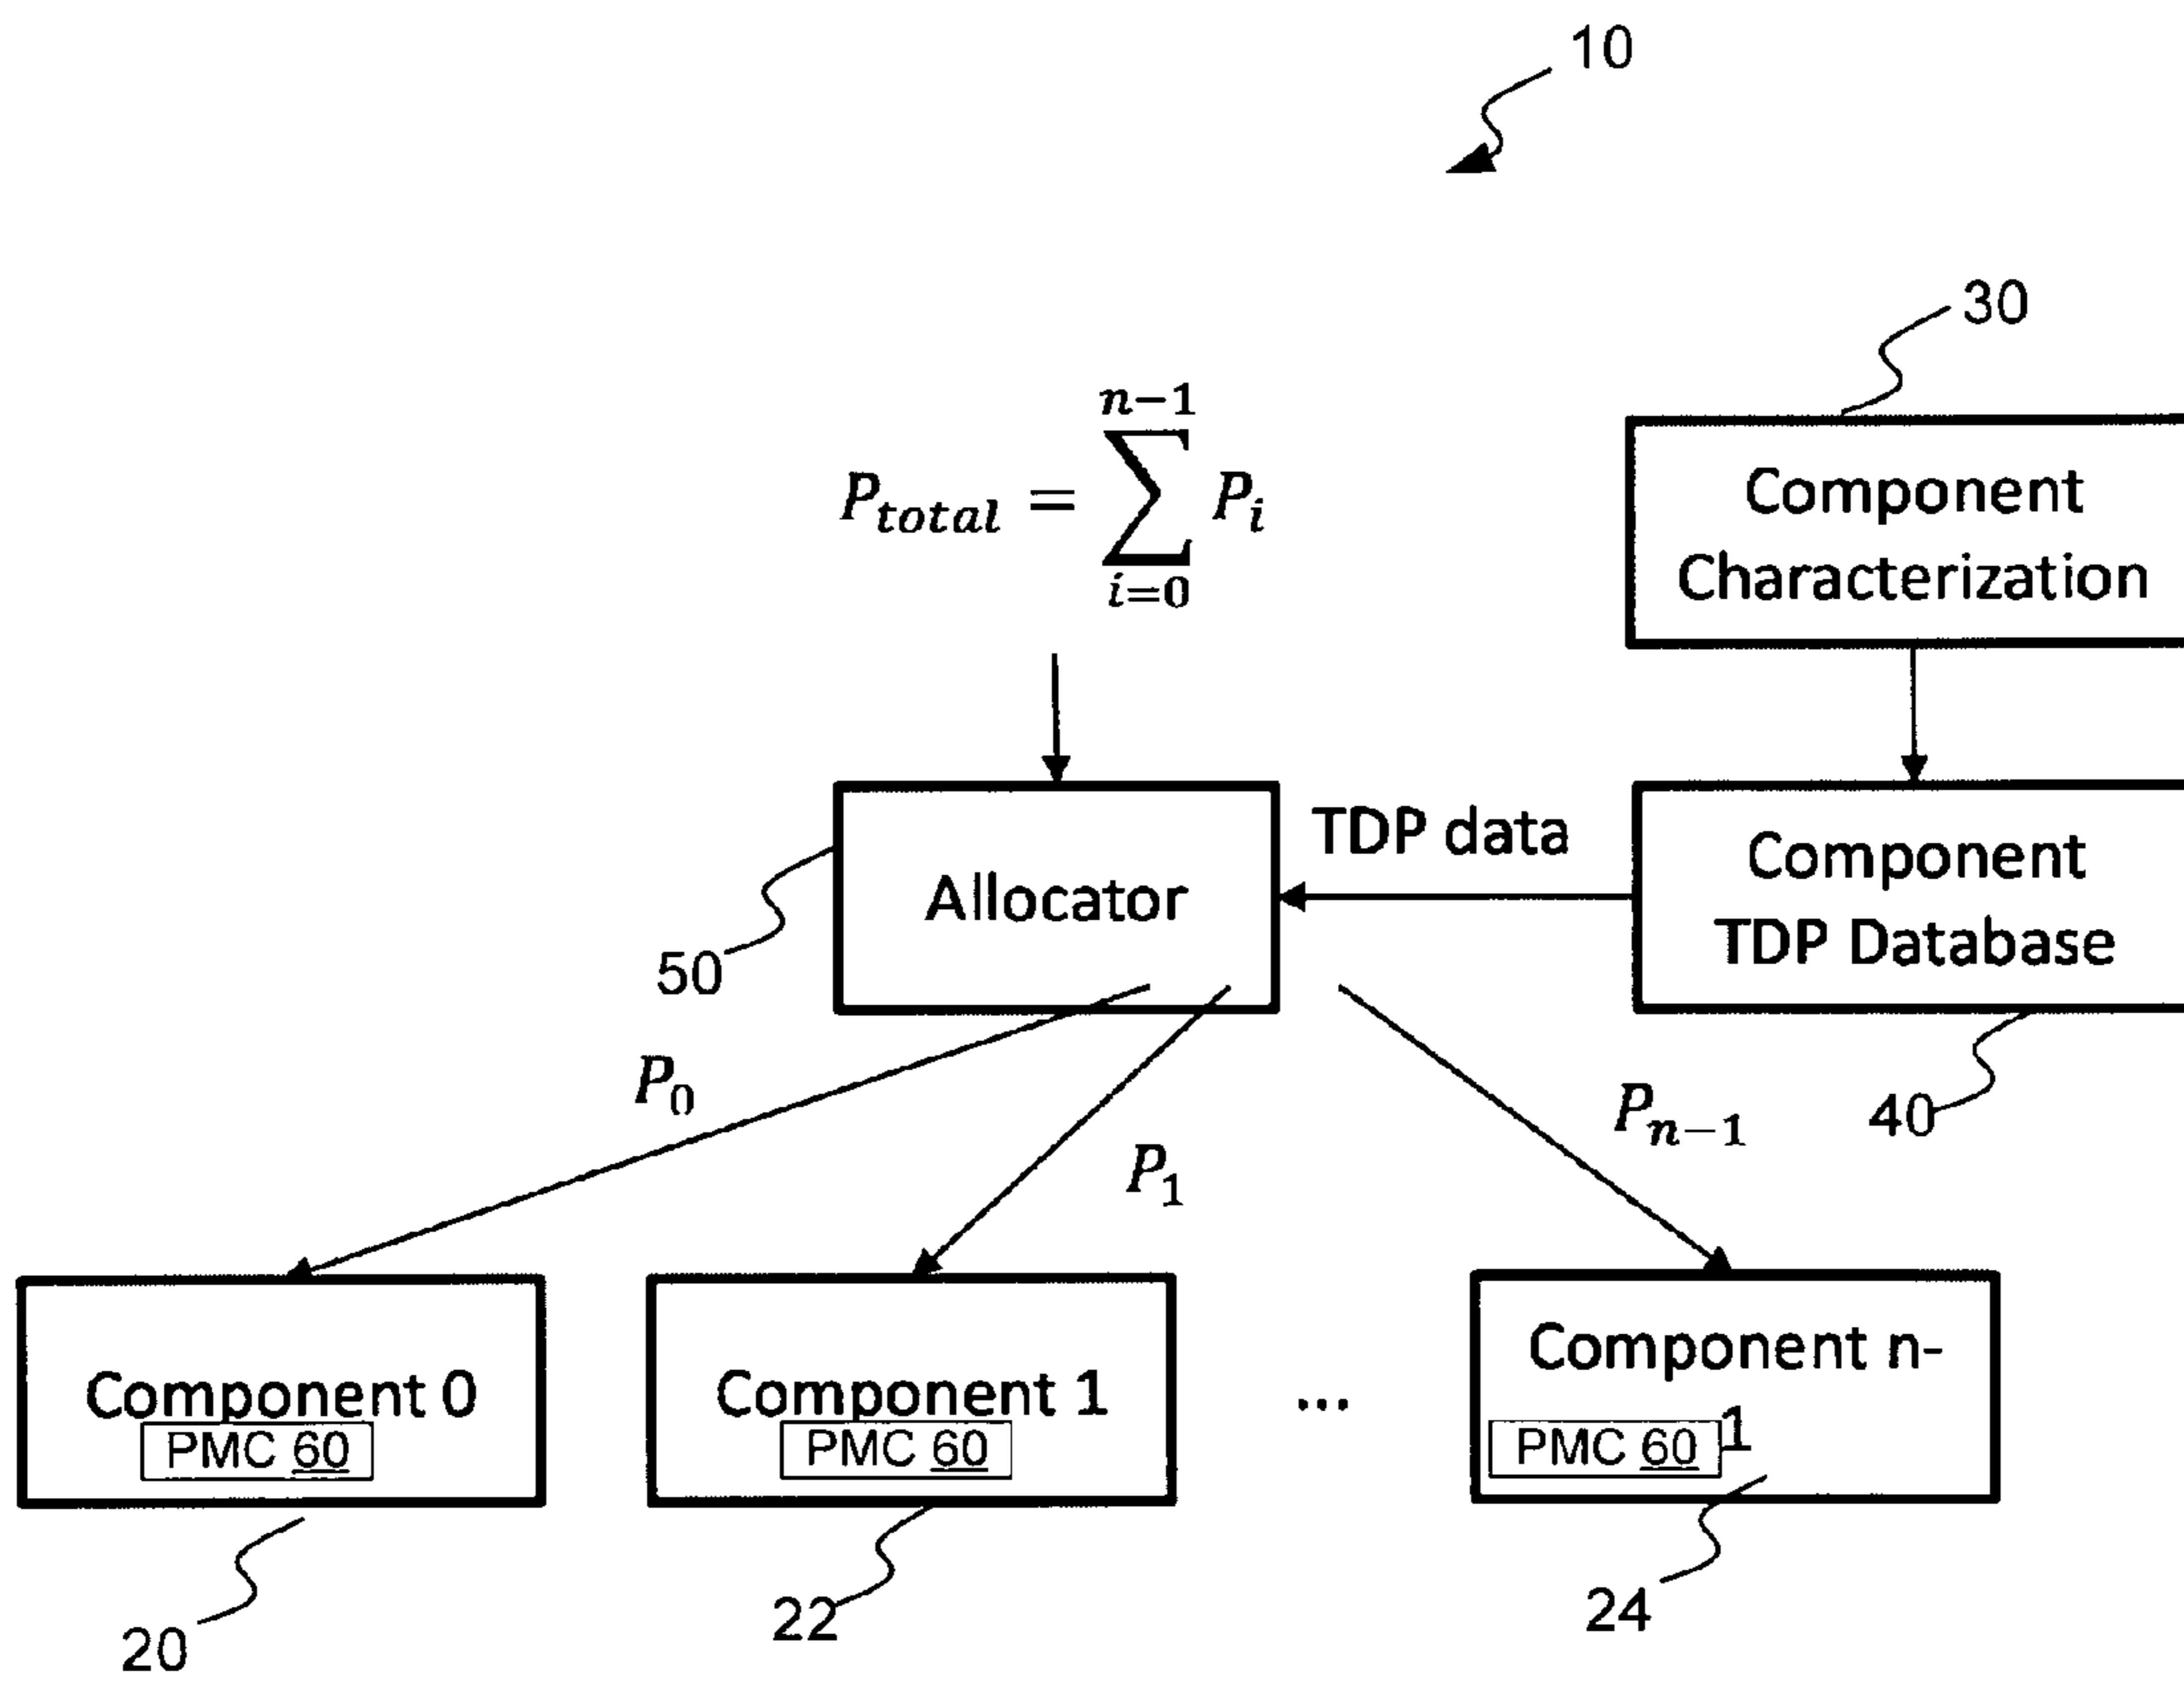 10
30
n−1
P_total = ∑ P_i
i=0
Component
Characterization
TDP data
Allocator
Component
TDP Database
50
40
P_0
P_1
P_{n−1}
Component 0
PMC 60
Component 1
PMC 60
...
Component n-
1
PMC 60
20
22
24